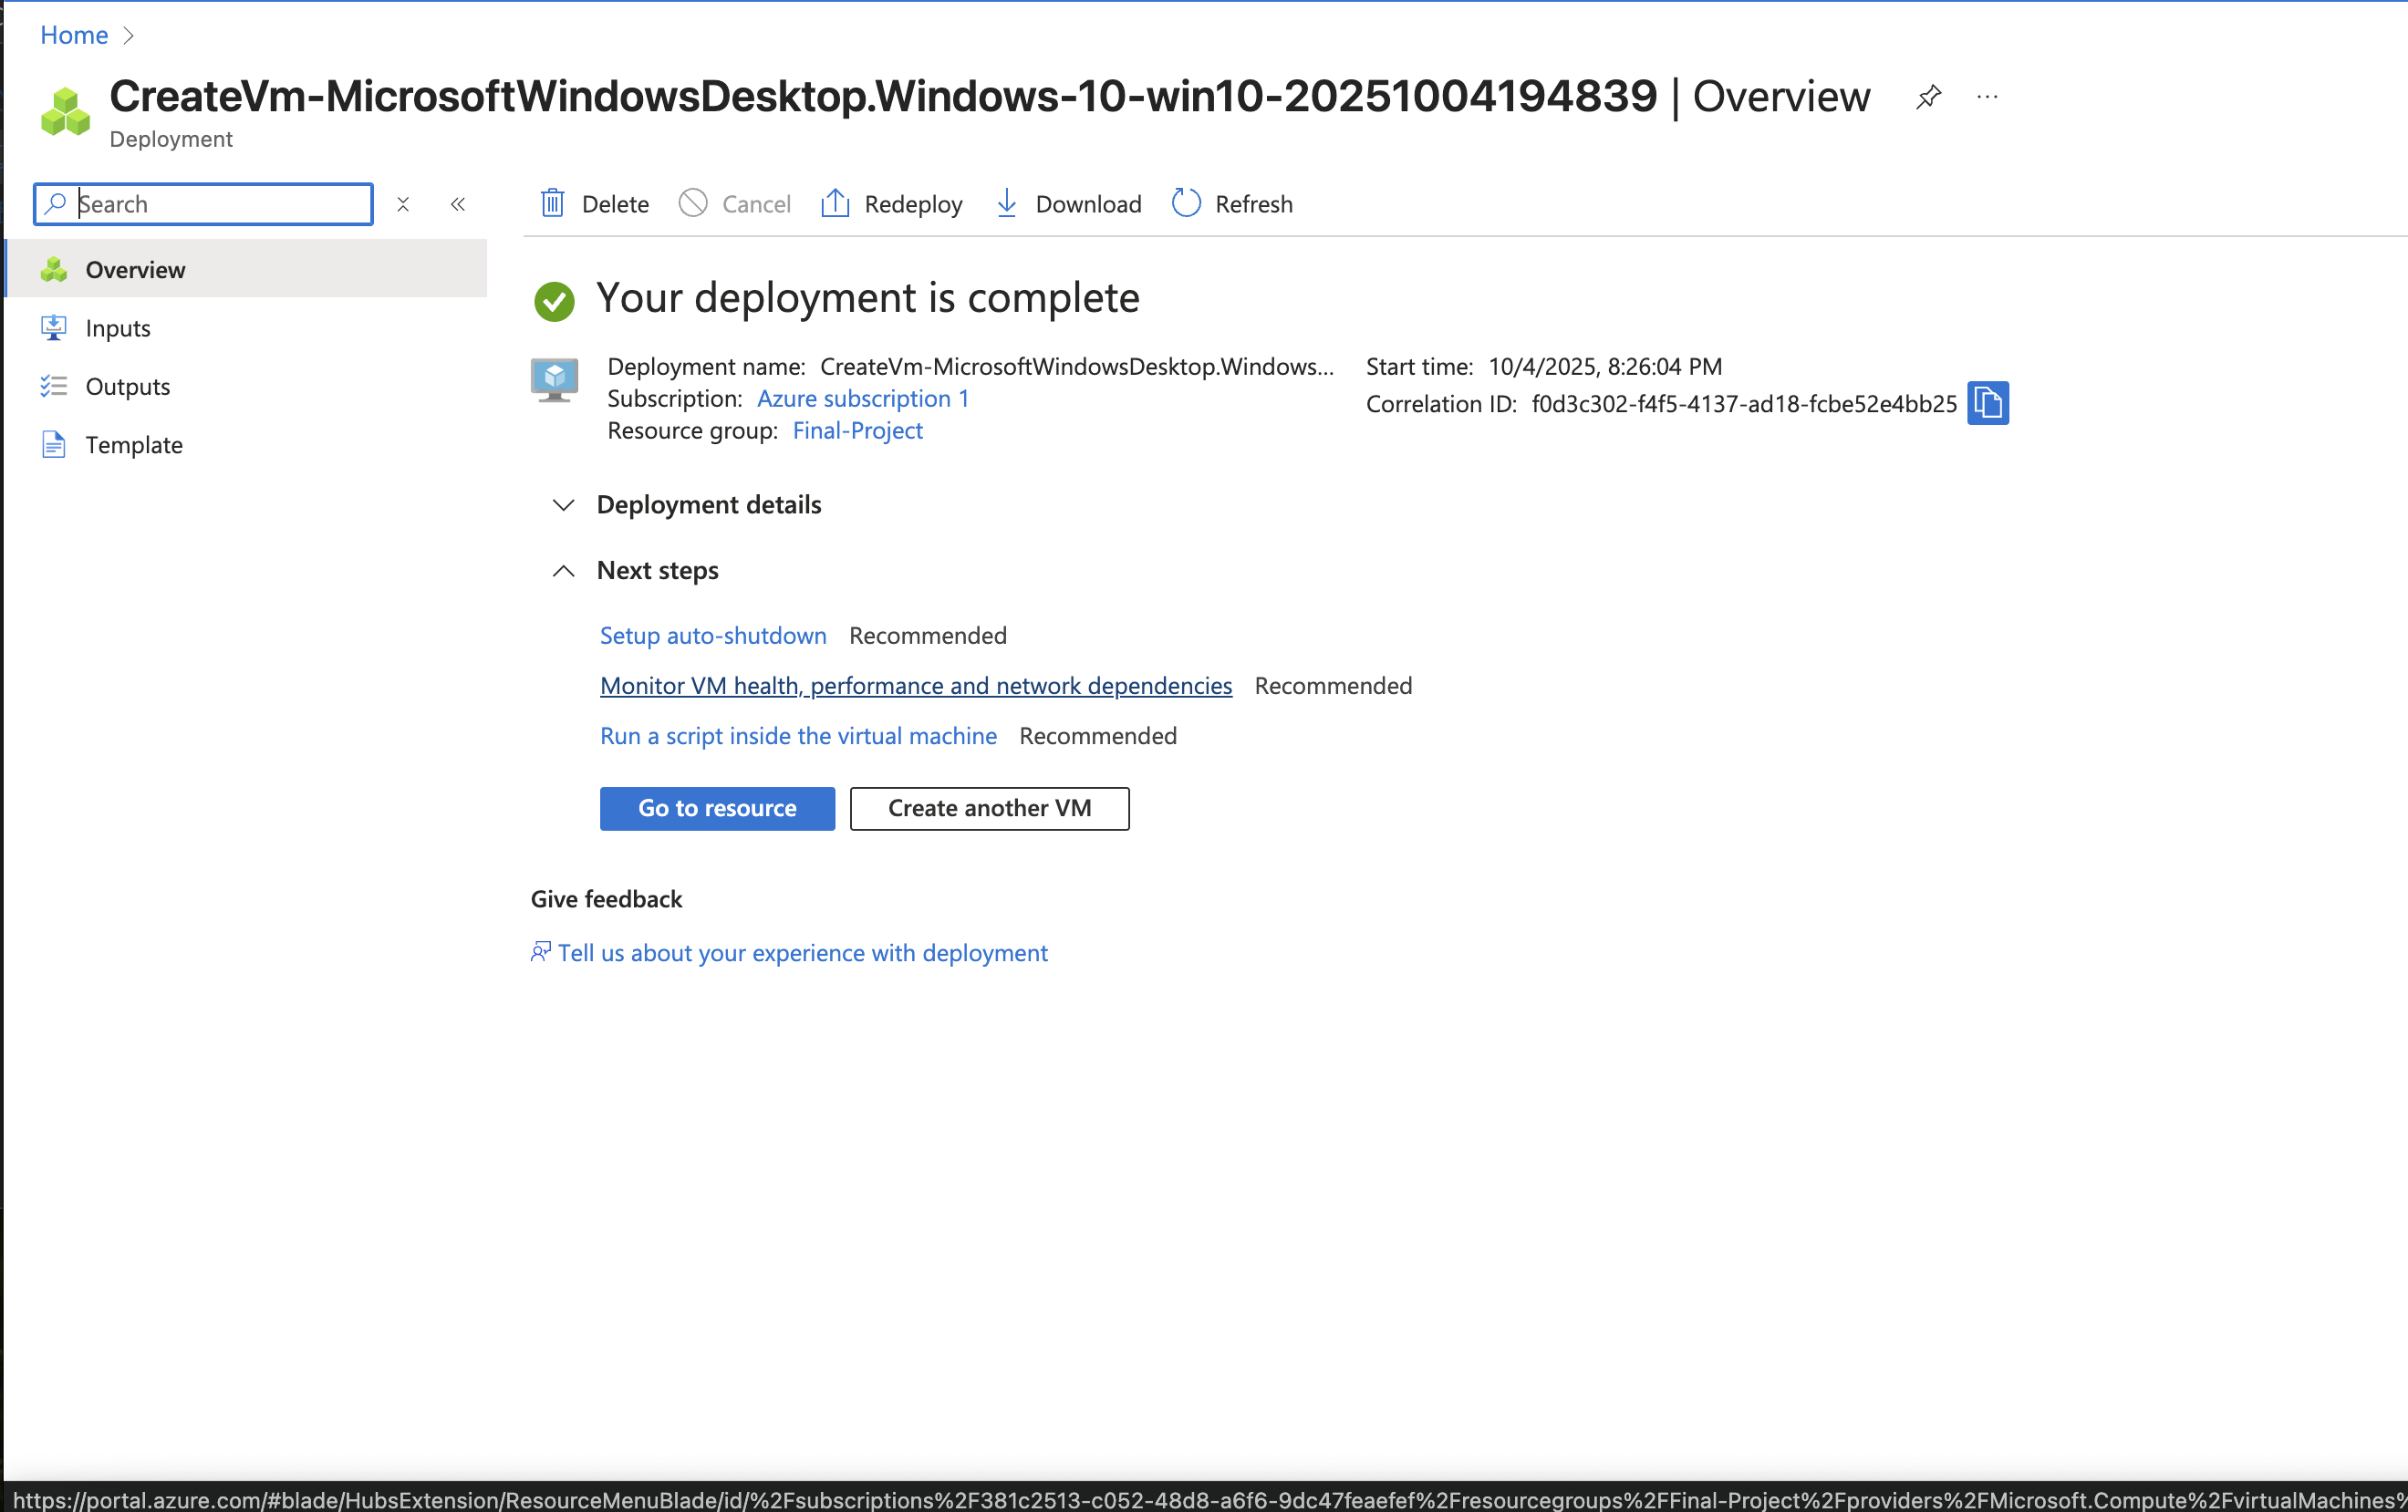 Home
CreateVm-MicrosoftWindowsDesktop.Windows-10-win10-20251004194839 | Overview
Deployment
Search
Delete
Cancel
Redeploy
Download
Refresh
Overview
Inputs
Outputs
Template
Your deployment is complete
Deployment name: CreateVm-MicrosoftWindowsDesktop.Windows...
Subscription: Azure subscription 1
Resource group: Final-Project
Start time: 10/4/2025, 8:26:04 PM
Correlation ID: f0d3c302-f4f5-4137-ad18-fcbe52e4bb25
Deployment details
Next steps
Setup auto-shutdown Recommended
Monitor VM health, performance and network dependencies Recommended
Run a script inside the virtual machine Recommended
Go to resource
Create another VM
Give feedback
Tell us about your experience with deployment
https://portal.azure.com/#blade/HubsExtension/ResourceMenuBlade/id/%2Fsubscriptions%2F381c2513-c052-48d8-a6f6-9dc47feaefef%2Fresourcegroups%2FFinal-Project%2Fproviders%2FMicrosoft.Compute%2FvirtualMachines%